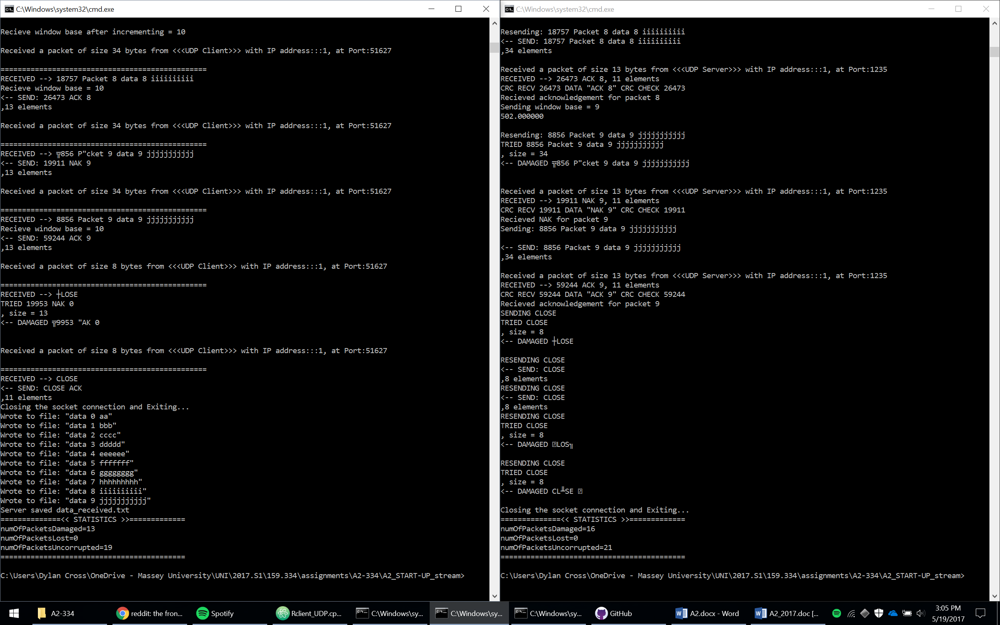 C:\Windows\system32\cmd.exe
Recieve window base after incrementing = 10
Received a packet of size 34 bytes from <<<UDP Client>>> with IP address:::1, at Port:51627
================================================
RECEIVED --> 18757 Packet 8 data 8 iiiiiiiiii
Recieve window base = 10
<-- SEND: 26473 ACK 8
,13 elements
Received a packet of size 34 bytes from <<<UDP Client>>> with IP address:::1, at Port:51627
================================================
RECEIVED --> ╦856 P"cket 9 data 9 jjjjjjjjjjj
<-- SEND: 19911 NAK 9
,13 elements
Received a packet of size 34 bytes from <<<UDP Client>>> with IP address:::1, at Port:51627
================================================
RECEIVED --> 8856 Packet 9 data 9 jjjjjjjjjjj
Recieve window base = 10
<-- SEND: 59244 ACK 9
,13 elements
Received a packet of size 8 bytes from <<<UDP Client>>> with IP address:::1, at Port:51627
================================================
RECEIVED --> ┼LOSE
TRIED 19953 NAK 0
, size = 13
<-- DAMAGED ╦9953 "AK 0
Received a packet of size 8 bytes from <<<UDP Client>>> with IP address:::1, at Port:51627
================================================
RECEIVED --> CLOSE
<-- SEND: CLOSE ACK
,11 elements
Closing the socket connection and Exiting...
Wrote to file: "data 0 aa"
Wrote to file: "data 1 bbb"
Wrote to file: "data 2 cccc"
Wrote to file: "data 3 ddddd"
Wrote to file: "data 4 eeeeee"
Wrote to file: "data 5 fffffff"
Wrote to file: "data 6 gggggggg"
Wrote to file: "data 7 hhhhhhhhh"
Wrote to file: "data 8 iiiiiiiiii"
Wrote to file: "data 9 jjjjjjjjjjj"
Server saved data_received.txt
==============<< STATISTICS >>=============
numOfPacketsDamaged=13
numOfPacketsLost=0
numOfPacketsUncorrupted=19
===========================================
C:\Users\Dylan Cross\OneDrive - Massey University\UNI\2017.S1\159.334\assignments\A2-334\A2_START-UP_stream>
C:\Windows\system32\cmd.exe
Resending: 18757 Packet 8 data 8 iiiiiiiiii
<-- SEND: 18757 Packet 8 data 8 iiiiiiiiii
,34 elements
Received a packet of size 13 bytes from <<<UDP Server>>> with IP address:::1, at Port:1235
RECEIVED --> 26473 ACK 8, 11 elements
CRC RECV 26473 DATA "ACK 8" CRC CHECK 26473
Recieved acknowledgement for packet 8
Sending window base = 9
502.000000
Resending: 8856 Packet 9 data 9 jjjjjjjjjjj
TRIED 8856 Packet 9 data 9 jjjjjjjjjjj
, size = 34
<-- DAMAGED ╦856 P"cket 9 data 9 jjjjjjjjjjj
Received a packet of size 13 bytes from <<<UDP Server>>> with IP address:::1, at Port:1235
RECEIVED --> 19911 NAK 9, 11 elements
CRC RECV 19911 DATA "NAK 9" CRC CHECK 19911
Recieved NAK for packet 9
Sending: 8856 Packet 9 data 9 jjjjjjjjjjj
<-- SEND: 8856 Packet 9 data 9 jjjjjjjjjjj
,34 elements
Received a packet of size 13 bytes from <<<UDP Server>>> with IP address:::1, at Port:1235
RECEIVED --> 59244 ACK 9, 11 elements
CRC RECV 59244 DATA "ACK 9" CRC CHECK 59244
Recieved acknowledgement for packet 9
SENDING CLOSE
TRIED CLOSE
, size = 8
<-- DAMAGED ┼LOSE
RESENDING CLOSE
<-- SEND: CLOSE
,8 elements
RESENDING CLOSE
<-- SEND: CLOSE
,8 elements
RESENDING CLOSE
TRIED CLOSE
, size = 8
<-- DAMAGED LOS╗
RESENDING CLOSE
TRIED CLOSE
, size = 8
<-- DAMAGED CL╨SE
Closing the socket connection and Exiting...
==============<< STATISTICS >>=============
numOfPacketsDamaged=16
numOfPacketsLost=0
numOfPacketsUncorrupted=21
===========================================
C:\Users\Dylan Cross\OneDrive - Massey University\UNI\2017.S1\159.334\assignments\A2-334\A2_START-UP_stream>
A2-334
reddit: the fron...
Spotify
Rclient_UDP.cp...
C:\Windows\sy...
C:\Windows\sy...
C:\Windows\sy...
GitHub
A2.docx - Word
A2_2017.doc [...
3:05 PM
5/19/2017